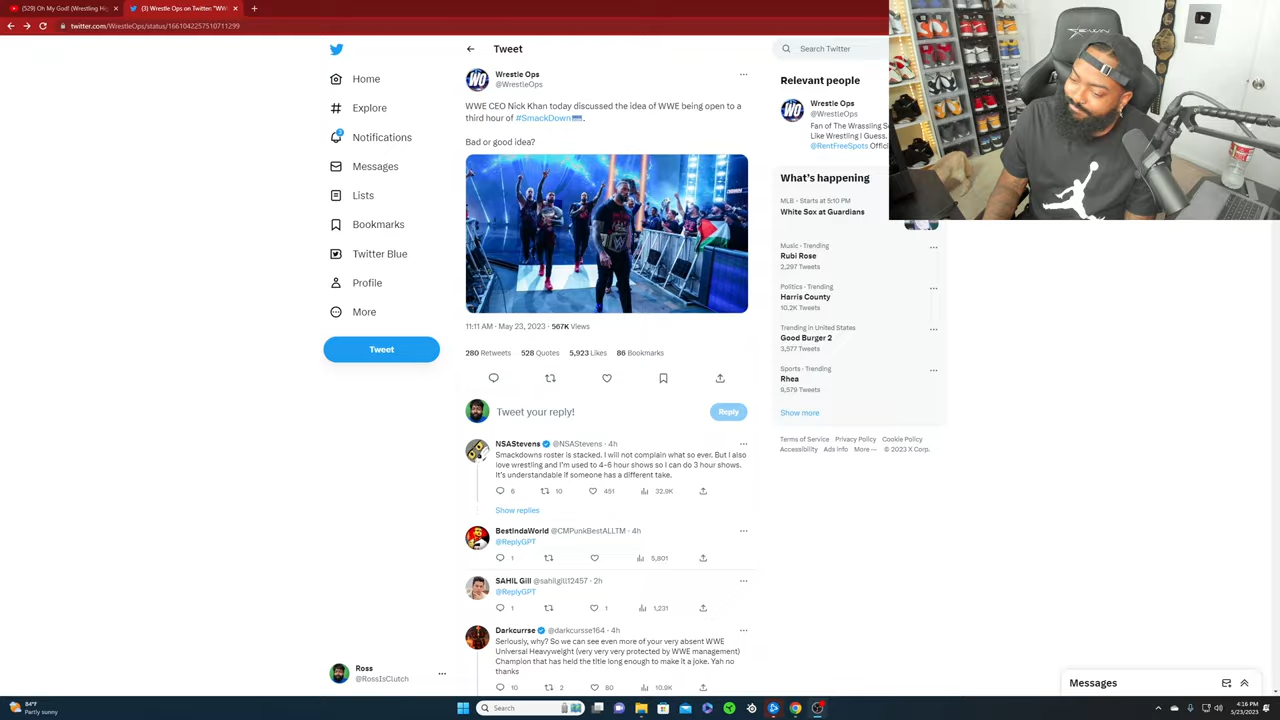 (529) Oh My God! (Wrestling Hi
(3) Wrestle Ops on Twitter: "WW
twitter.com/WrestleOps/status/1661042257510711299
Home
Explore
Notifications
Messages
Lists
Bookmarks
Twitter Blue
Profile
More
Tweet
Ross
@RossIsClutch
Tweet
Wrestle Ops
@WrestleOps
WWE CEO Nick Khan today discussed the idea of WWE being open to a
third hour of #SmackDown.
Bad or good idea?
11:11 AM · May 23, 2023 · 567K Views
280 Retweets 528 Quotes 5,923 Likes 86 Bookmarks
Tweet your reply!
Reply
NSAStevens @NSAStevens · 4h
Smackdowns roster is stacked. I will not complain what so ever. But I also
love wrestling and I'm used to 4-6 hour shows so I can do 3 hour shows.
It's understandable if someone has a different take.
6 10 451 32.9K
Show replies
BestIndaWorld @CMPunkBestALLTM · 4h
@ReplyGPT
1 5,801
SAHIL Gill @sahilgill12457 · 2h
@ReplyGPT
1 1 1,231
Darkcurrse @darkcursse164 · 4h
Seriously, why? So we can see even more of your very absent WWE
Universal Heavyweight (very very very protected by WWE management)
Champion that has held the title long enough to make it a joke. Yah no
thanks
10 2 80 10.9K
Search Twitter
Relevant people
Wrestle Ops
@WrestleOps
Fan of The Wrassling S
Like Wrestling I Guess.
@RentFreeSpots Offici
What's happening
MLB · Starts at 5:10 PM
White Sox at Guardians
Music · Trending
Rubi Rose
2,297 Tweets
Politics · Trending
Harris County
10.2K Tweets
Trending in United States
Good Burger 2
3,577 Tweets
Sports · Trending
Rhea
9,579 Tweets
Show more
Terms of Service Privacy Policy Cookie Policy
Accessibility Ads info More ··· © 2023 X Corp.
Messages
84°F
Partly sunny
Search
4:16 PM
5/23/2023